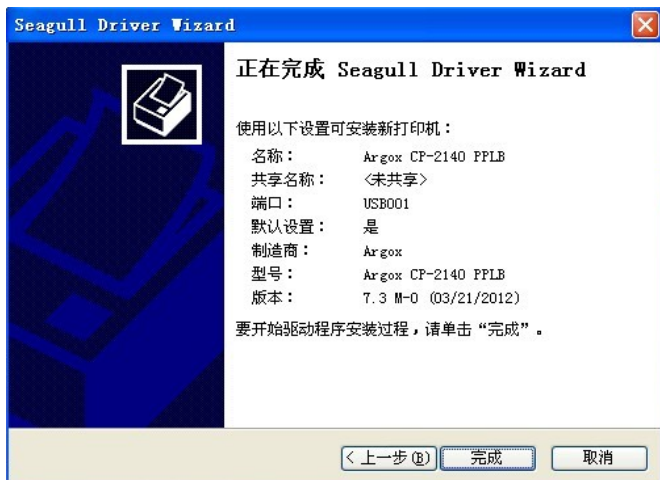 Seagull Driver Wizard
正在完成 Seagull Driver Wizard
使用以下设置可安装新打印机：
名称： Argox CP-2140 PPLB
共享名称： <未共享>
端口： USB001
默认设置： 是
制造商： Argox
型号： Argox CP-2140 PPLB
版本： 7.3 M-0 (03/21/2012)
要开始驱动程序安装过程，请单击“完成”。
< 上一步(B) 完成 取消